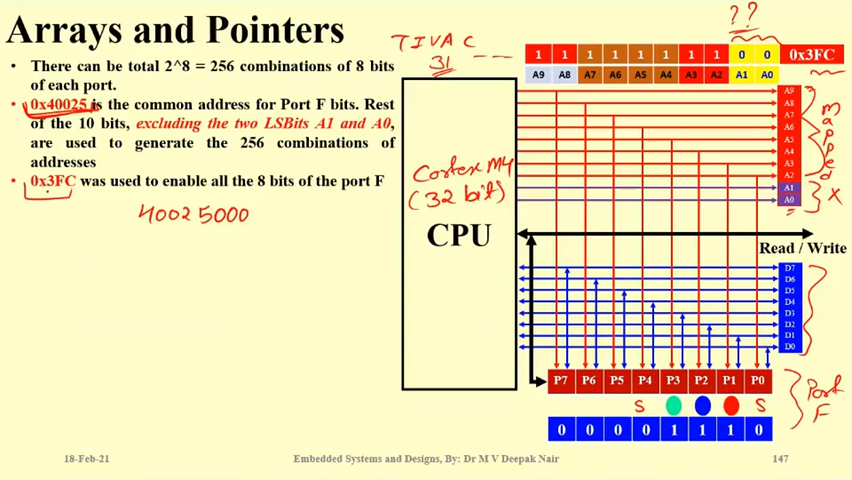 Arrays and Pointers
• There can be total 2^8 = 256 combinations of 8 bits
of each port.
• 0x40025 is the common address for Port F bits. Rest
of the 10 bits, excluding the two LSBits A1 and A0,
are used to generate the 256 combinations of
addresses
• 0x3FC was used to enable all the 8 bits of the port F
40025000
TIVA C
31
??
1 1 1 1 1 1 1 1 0 0 0x3FC
A9 A8 A7 A6 A5 A4 A3 A2 A1 A0
Cortex M4
(32 bit)
CPU
A9
A8
A7
A6
A5
A4
A3
A2
A1
A0
Mapped
X
Read / Write
D7
D6
D5
D4
D3
D2
D1
D0
P7 P6 P5 P4 P3 P2 P1 P0
S S
Port
F
0 0 0 0 1 1 1 0
18-Feb-21
Embedded Systems and Designs, By: Dr M V Deepak Nair
147